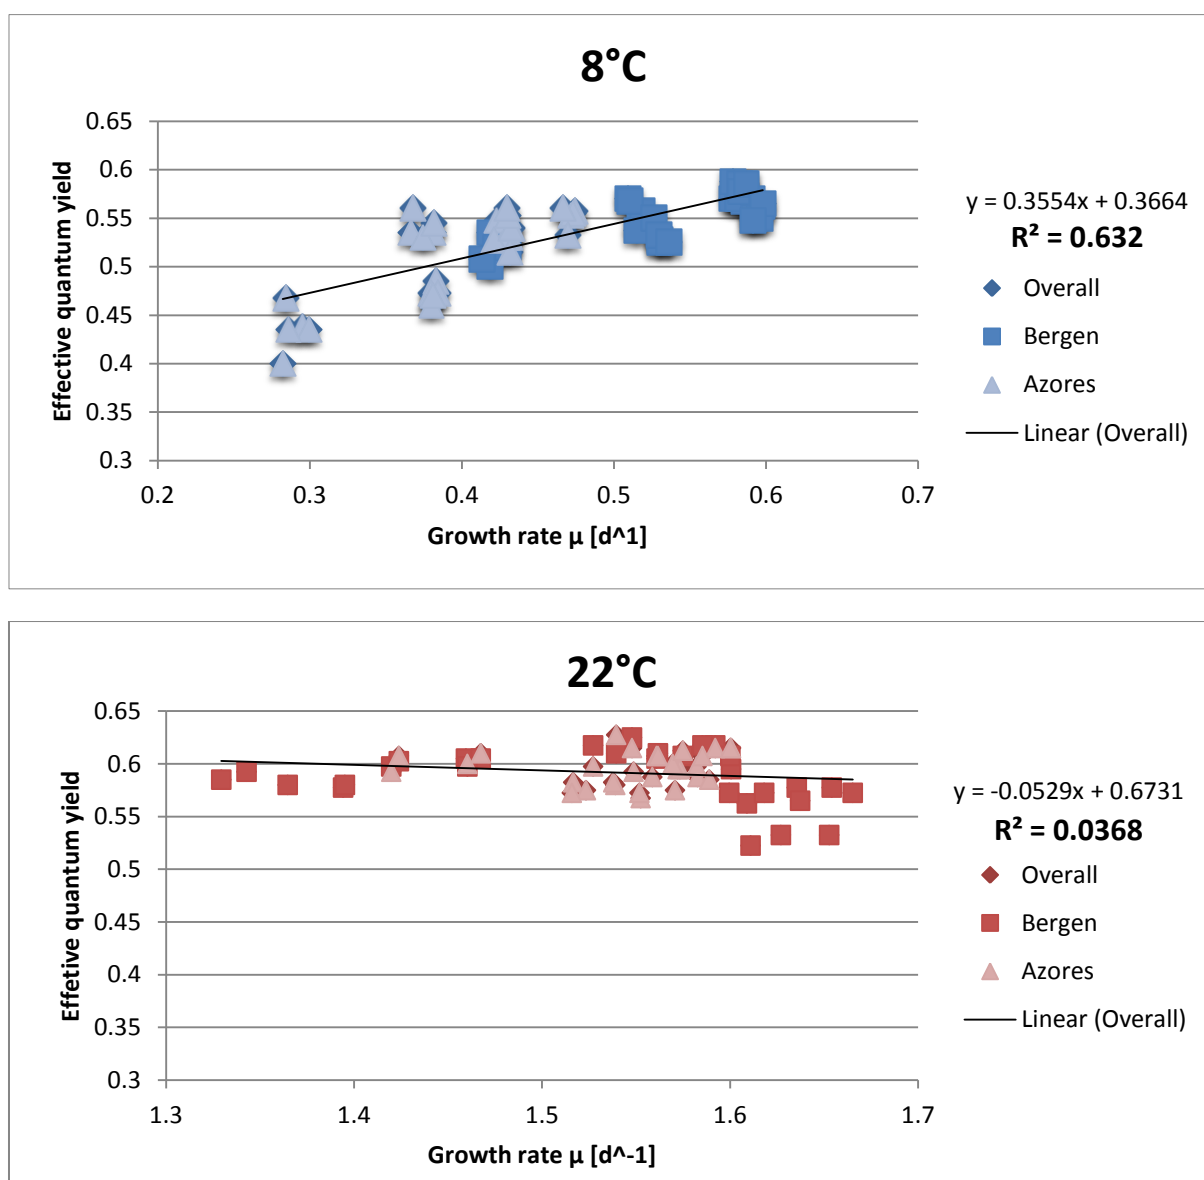 8°C
0.65
0.6
0.55
0.5
0.45
0.4
0.35
0.3
Effective quantum yield
0.2 0.3 0.4 0.5 0.6 0.7
Growth rate µ [d^1]
y = 0.3554x + 0.3664
R² = 0.632
Overall
Bergen
Azores
Linear (Overall)
22°C
0.65
0.6
0.55
0.5
0.45
0.4
0.35
0.3
Effetive quantum yield
1.3 1.4 1.5 1.6 1.7
Growth rate µ [d^-1]
y = -0.0529x + 0.6731
R² = 0.0368
Overall
Bergen
Azores
Linear (Overall)